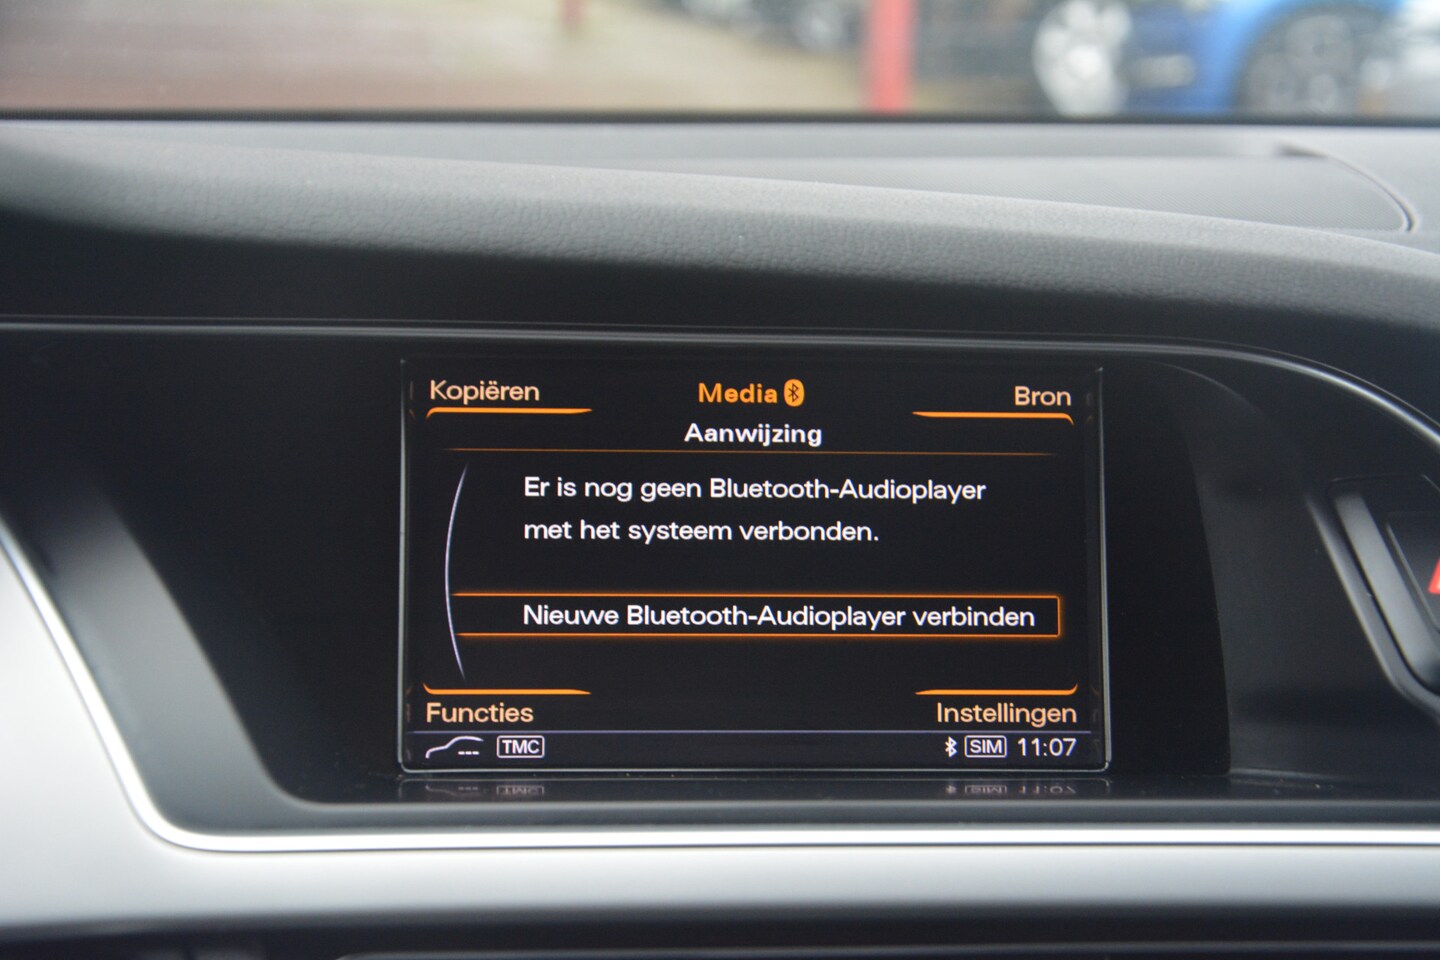 Kopiëren Media Bron
Aanwijzing
Er is nog geen Bluetooth-Audioplayer
met het systeem verbonden.
Nieuwe Bluetooth-Audioplayer verbinden
Functies Instellingen
TMC SIM 11:07